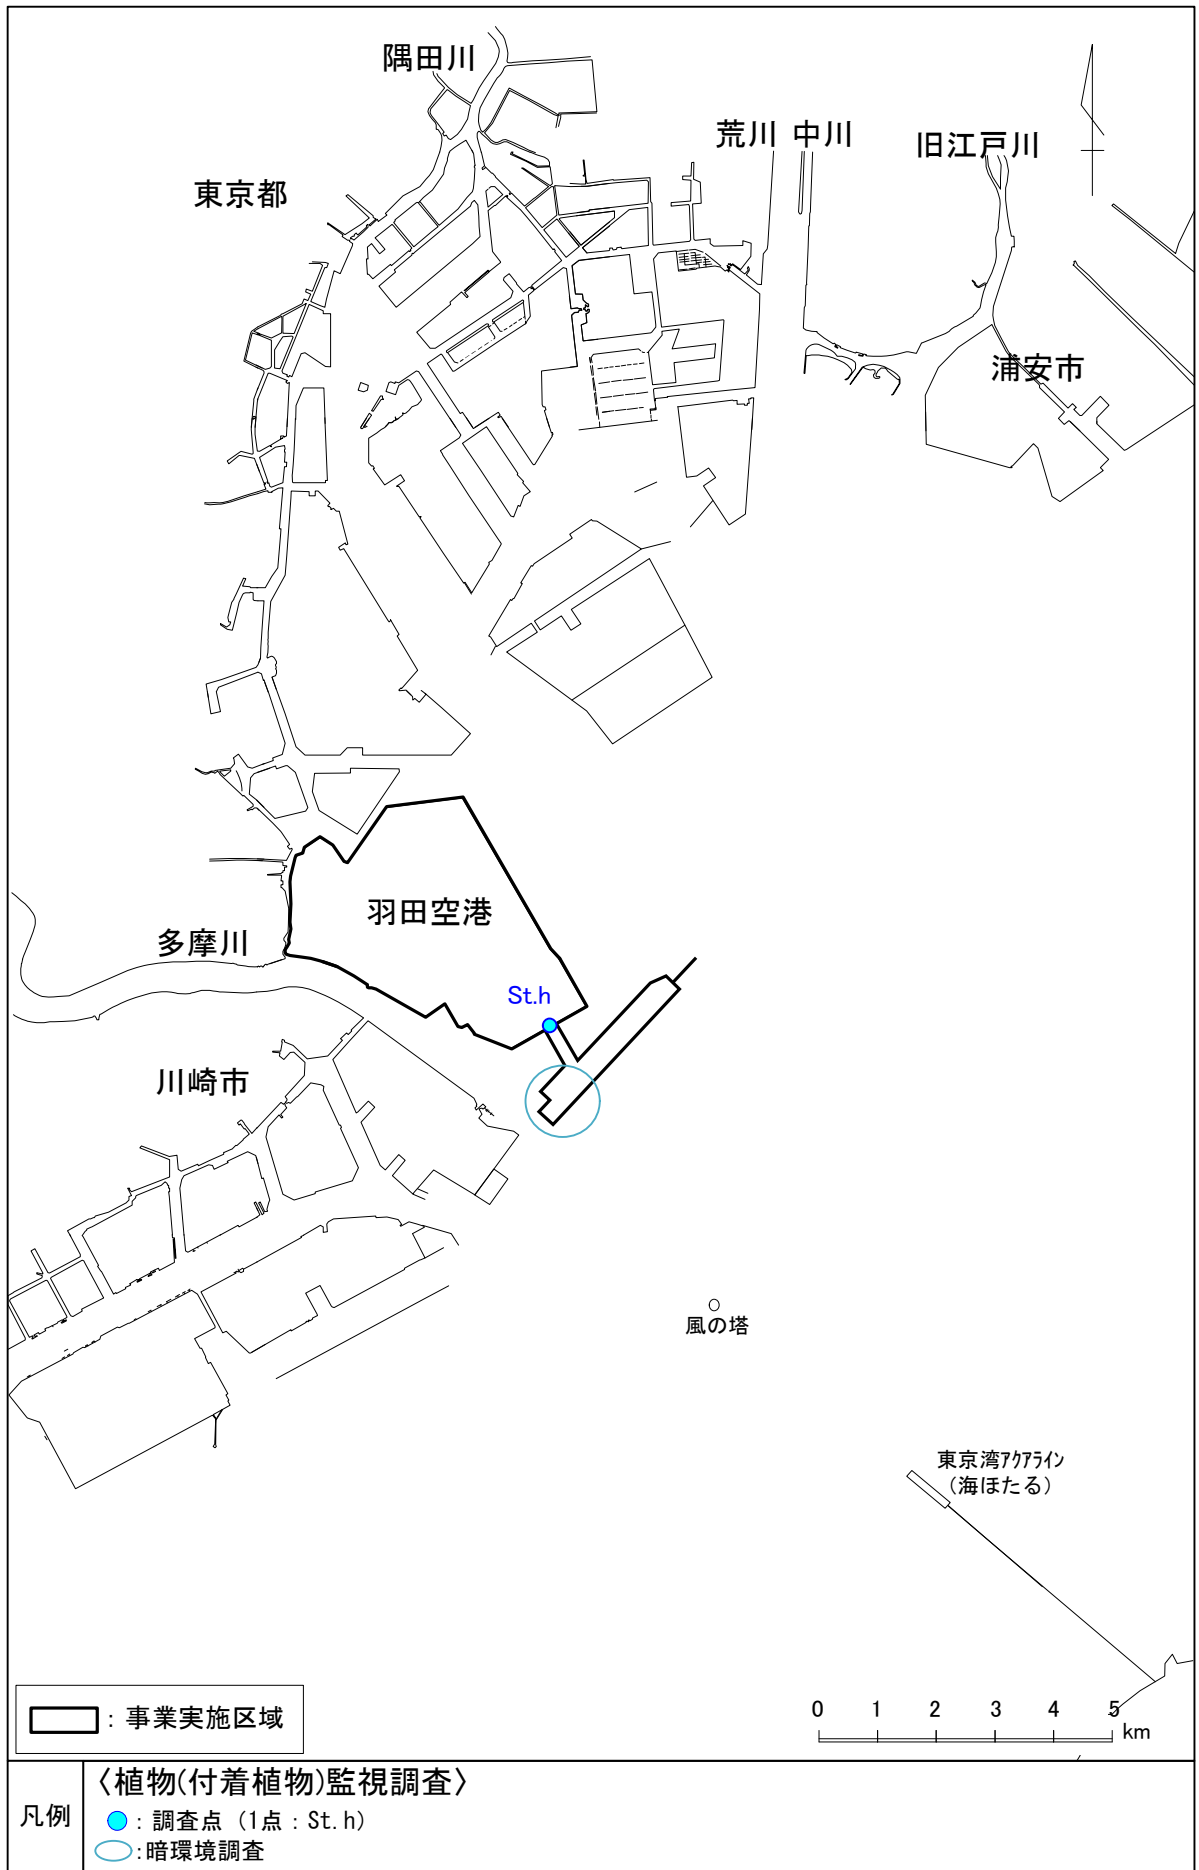 隅田川
荒川 中川
旧江戸川
東京都
浦安市
羽田空港
多摩川
St.h
川崎市
風の塔
東京湾ｱｸｱﾗｲﾝ
（海ほたる）
：事業実施区域
0 1 2 3 4 5
km
凡例
〈植物(付着植物)監視調査〉
：調査点（1点：St.h）
：暗環境調査